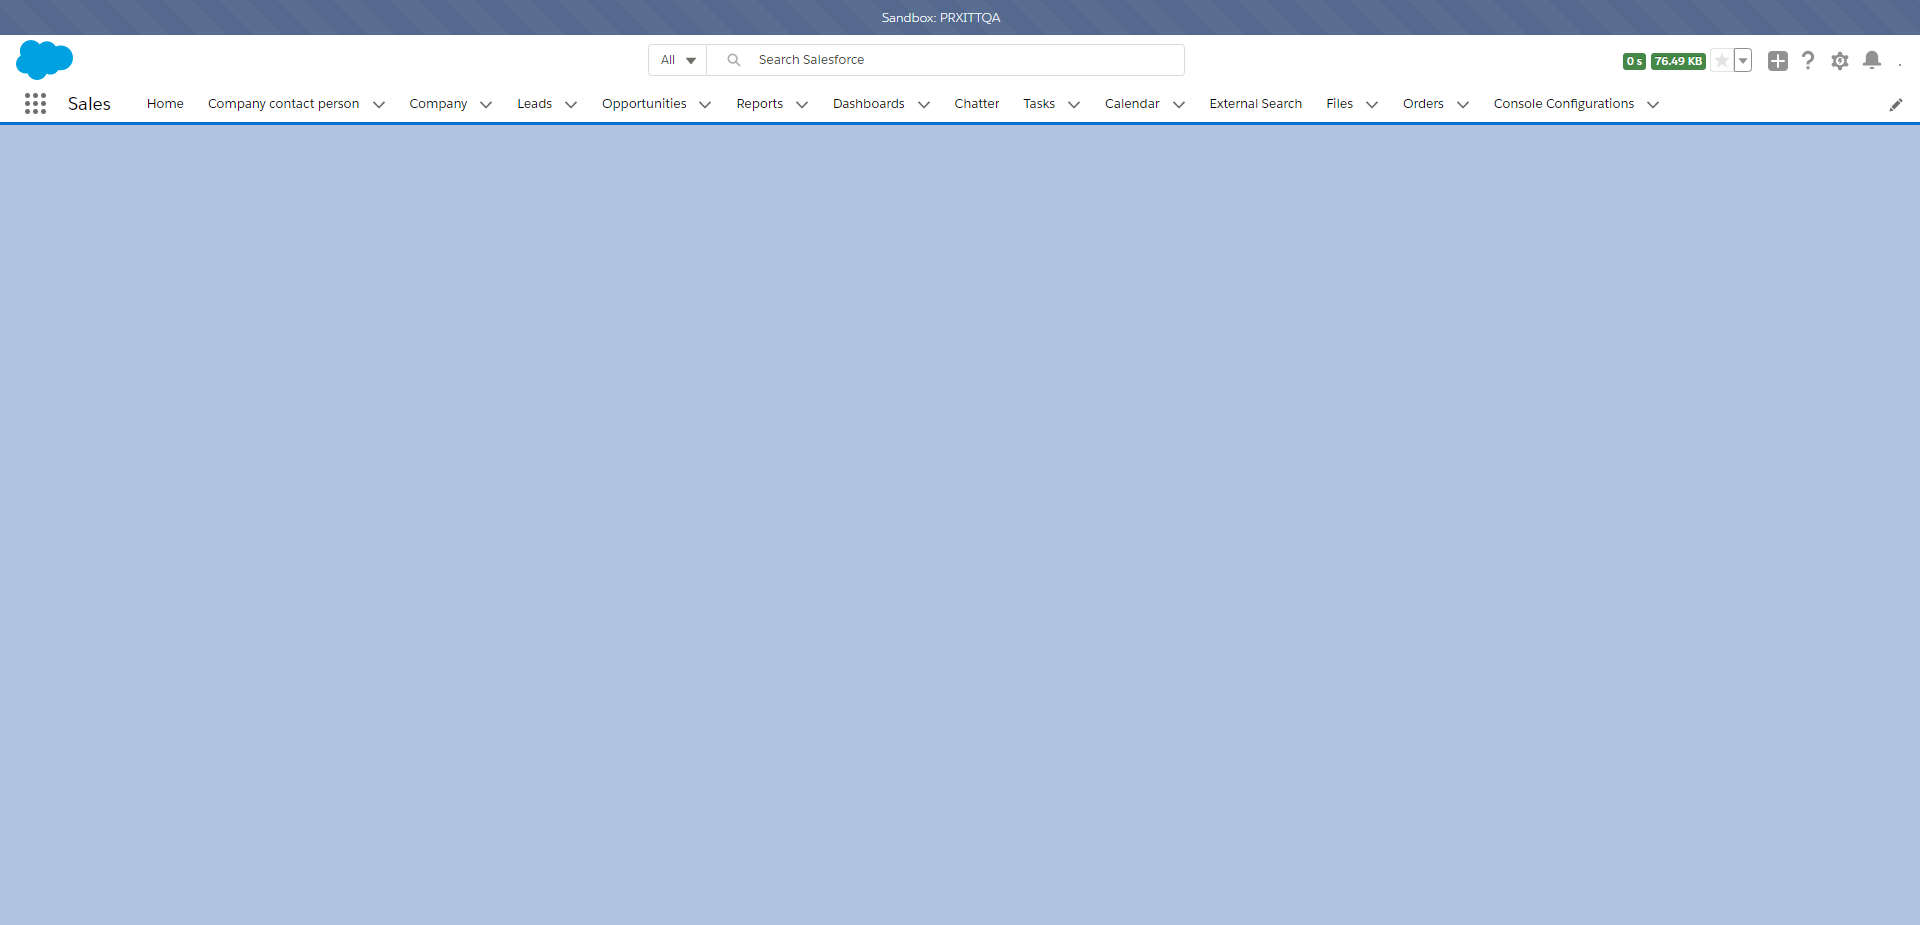 Sandbox: PRXITTQA
All Search Salesforce 0 s 76.49 KB
Sales Home Company contact person Company Leads Opportunities Reports Dashboards Chatter Tasks Calendar External Search Files Orders Console Configurations